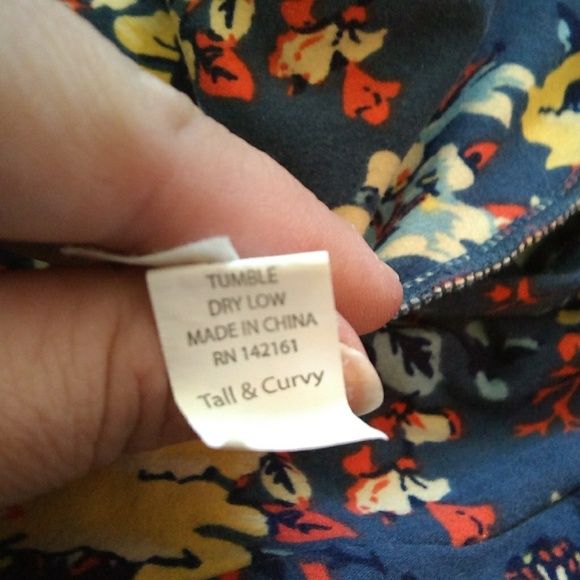 TUMBLE
DRY LOW
MADE IN CHINA
RN 142161
Tall & Curvy